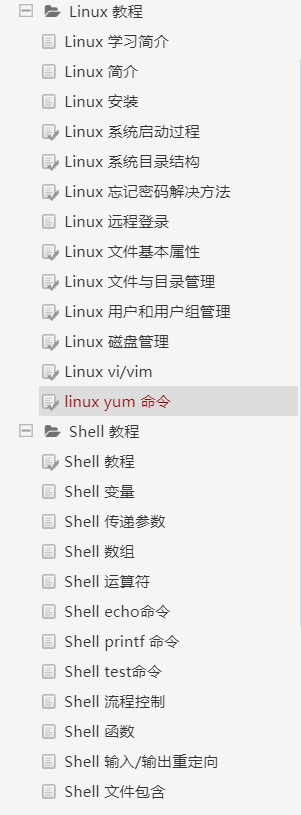 Linux 教程
Linux 学习简介
Linux 简介
Linux 安装
Linux 系统启动过程
Linux 系统目录结构
Linux 忘记密码解决方法
Linux 远程登录
Linux 文件基本属性
Linux 文件与目录管理
Linux 用户和用户组管理
Linux 磁盘管理
Linux vi/vim
linux yum 命令
Shell 教程
Shell 教程
Shell 变量
Shell 传递参数
Shell 数组
Shell 运算符
Shell echo命令
Shell printf 命令
Shell test命令
Shell 流程控制
Shell 函数
Shell 输入/输出重定向
Shell 文件包含